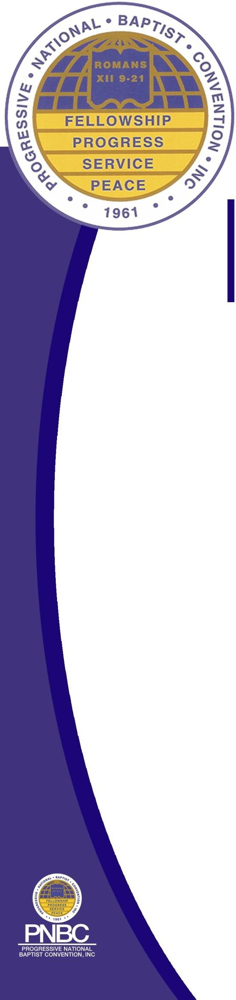 PROGRESSIVE • NATIONAL • BAPTIST • CONVENTION • INC
ROMANS
XII 9-21
FELLOWSHIP
PROGRESS
SERVICE
PEACE
• • 1961 • •
PROGRESSIVE • NATIONAL • BAPTIST • CONVENTION • INC
ROMANS
XII 9-21
FELLOWSHIP
PROGRESS
SERVICE
PEACE
• • 1961 • •
PNBC
PROGRESSIVE NATIONAL
BAPTIST CONVENTION, INC